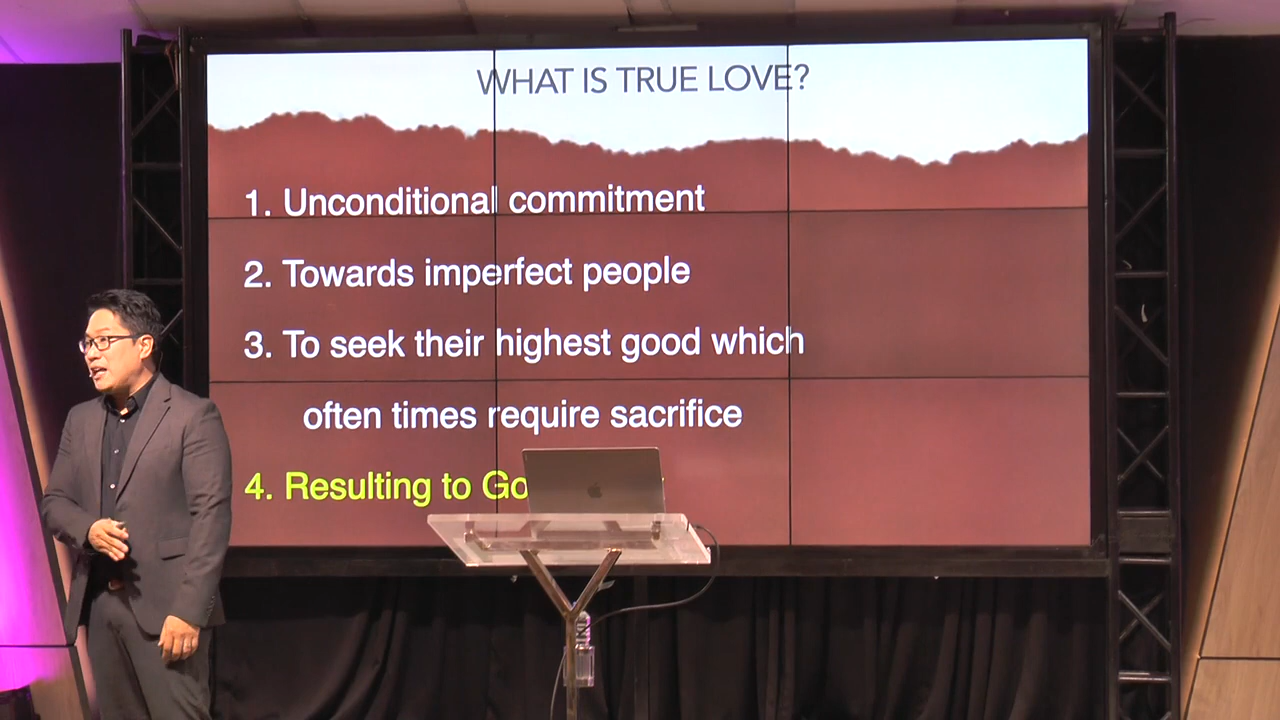 WHAT IS TRUE LOVE?
1. Unconditional commitment
2. Towards imperfect people
3. To seek their highest good which
often times require sacrifice
4. Resulting to